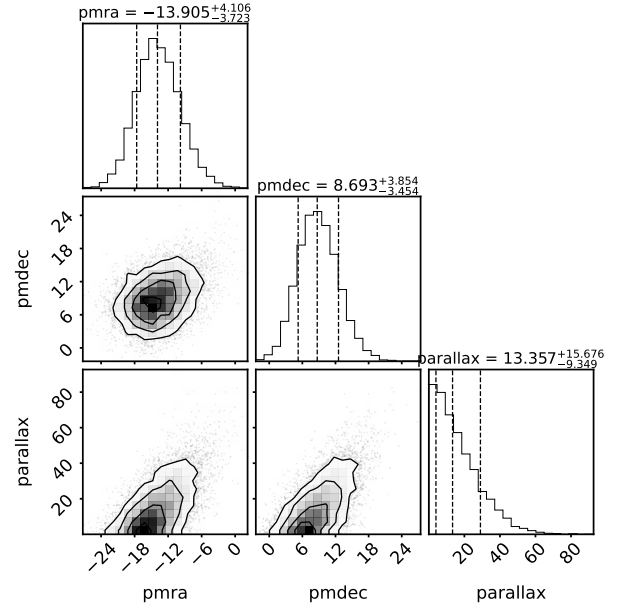 pmra = −13.905+4.106−3.723
pmdec = 8.693+3.854−3.454
24
18
12
6
0
pmdec
parallax = 13.357+15.676−9.349
80
60
40
20
parallax
−24 −18 −12 −6 0
0 6 12 18 24
20 40 60 80
pmra pmdec parallax